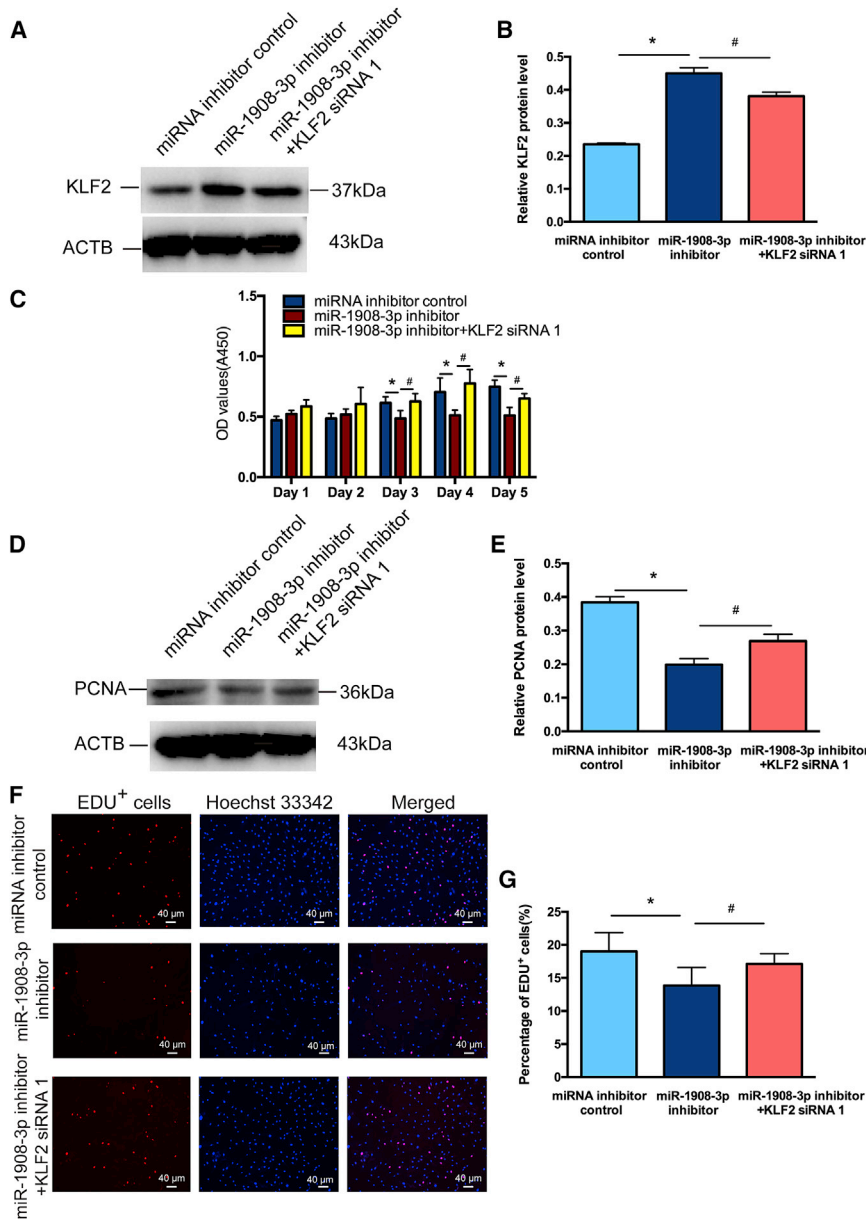 A
miRNA inhibitor control
miR-1908-3p inhibitor
miR-1908-3p inhibitor
+KLF2 siRNA 1
KLF2
37kDa
ACTB
43kDa
B
Relative KLF2 protein level
0.6
0.5
0.4
0.3
0.2
0.1
0.0
*
#
miRNA inhibitor
control
miR-1908-3p
inhibitor
miR-1908-3p inhibitor
+KLF2 siRNA 1
C
OD values(A450)
1.5
1.0
0.5
0.0
miRNA inhibitor control
miR-1908-3p inhibitor
miR-1908-3p inhibitor+KLF2 siRNA 1
* #
* #
* #
Day 1 Day 2 Day 3 Day 4 Day 5
D
miRNA inhibitor control
miR-1908-3p inhibitor
miR-1908-3p inhibitor
+KLF2 siRNA 1
PCNA
36kDa
ACTB
43kDa
E
Relative PCNA protein level
0.5
0.4
0.3
0.2
0.1
0.0
*
#
miRNA inhibitor
control
miR-1908-3p
inhibitor
miR-1908-3p inhibitor
+KLF2 siRNA 1
F
EDU+ cells Hoechst 33342 Merged
miRNA inhibitor
control
40 µm 40 µm 40 µm
miR-1908-3p
inhibitor
40 µm 40 µm 40 µm
miR-1908-3p inhibitor
+KLF2 siRNA 1
40 µm 40 µm 40 µm
G
Percentage of EDU+ cells(%)
25
20
15
10
5
0
*
#
miRNA inhibitor
control
miR-1908-3p
inhibitor
miR-1908-3p inhibitor
+KLF2 siRNA 1